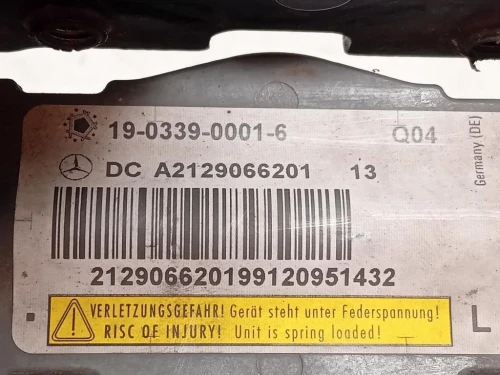 19-0339-0001-6 Q04
DC A2129066201 13
212906620199120951432
VERLETZUNGSGEFAHR! Gerät steht unter Federspannung!
RISC OF INJURY! Unit is spring loaded!
L
Germany (DE)